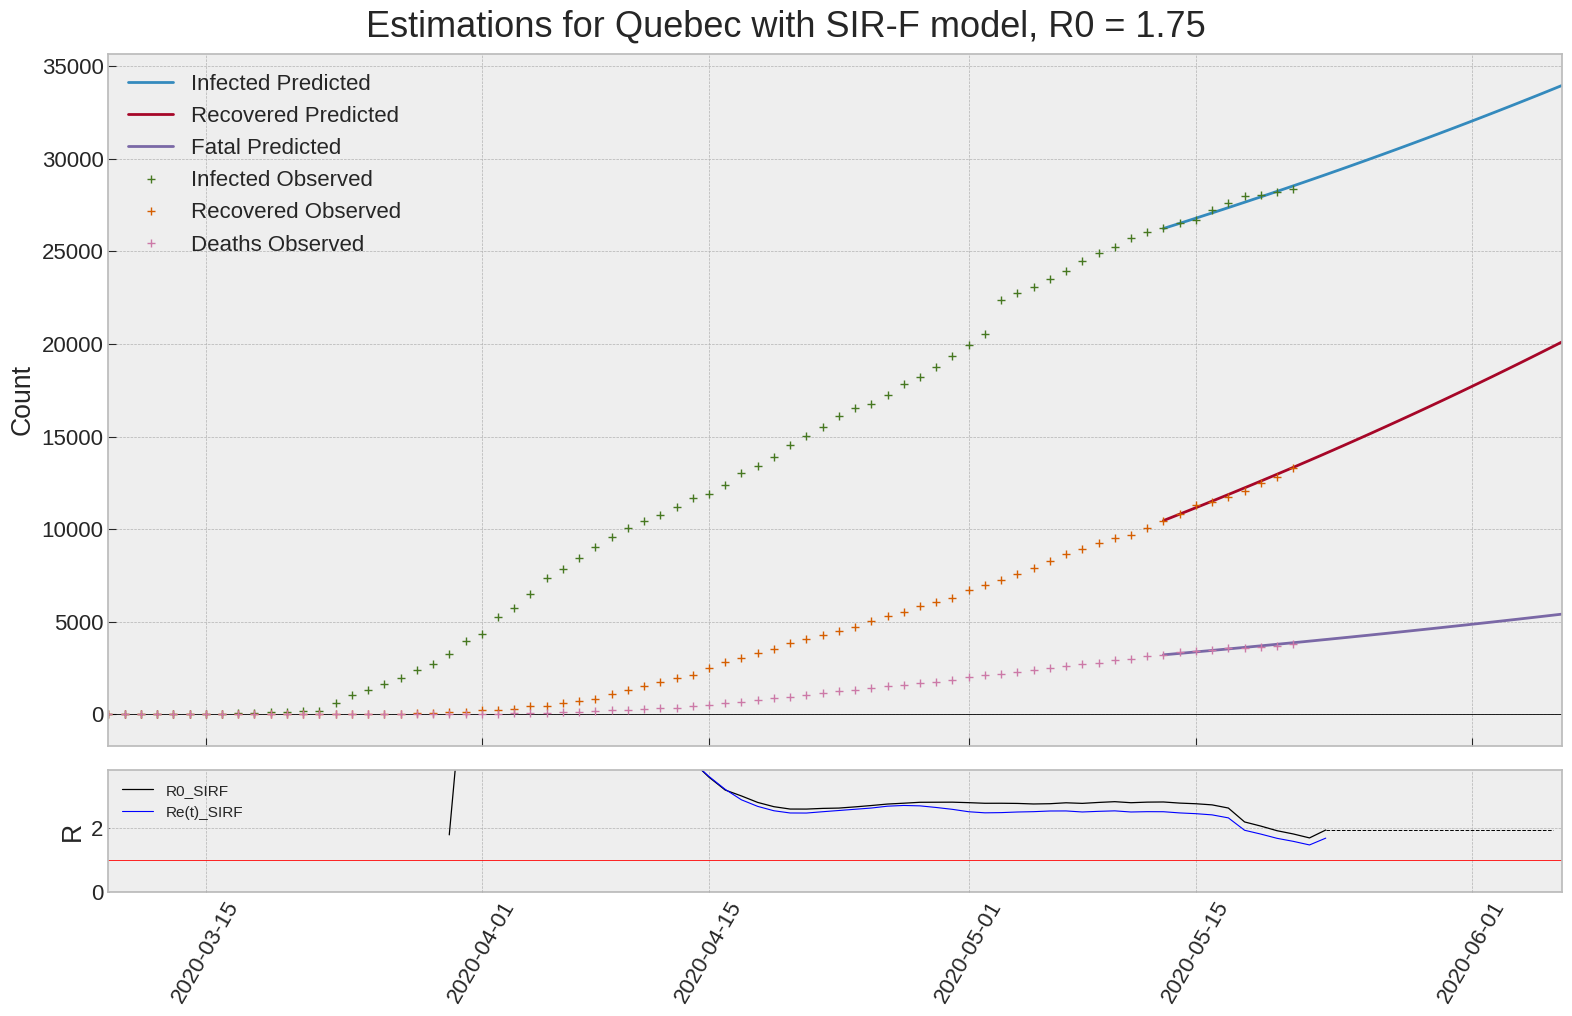 Estimations for Quebec with SIR-F model, R0 = 1.75
35000
30000
25000
20000
15000
10000
5000
0
Count
Infected Predicted
Recovered Predicted
Fatal Predicted
Infected Observed
Recovered Observed
Deaths Observed
R0_SIRF
Re(t)_SIRF
R
2
0
2020-03-15
2020-04-01
2020-04-15
2020-05-01
2020-05-15
2020-06-01